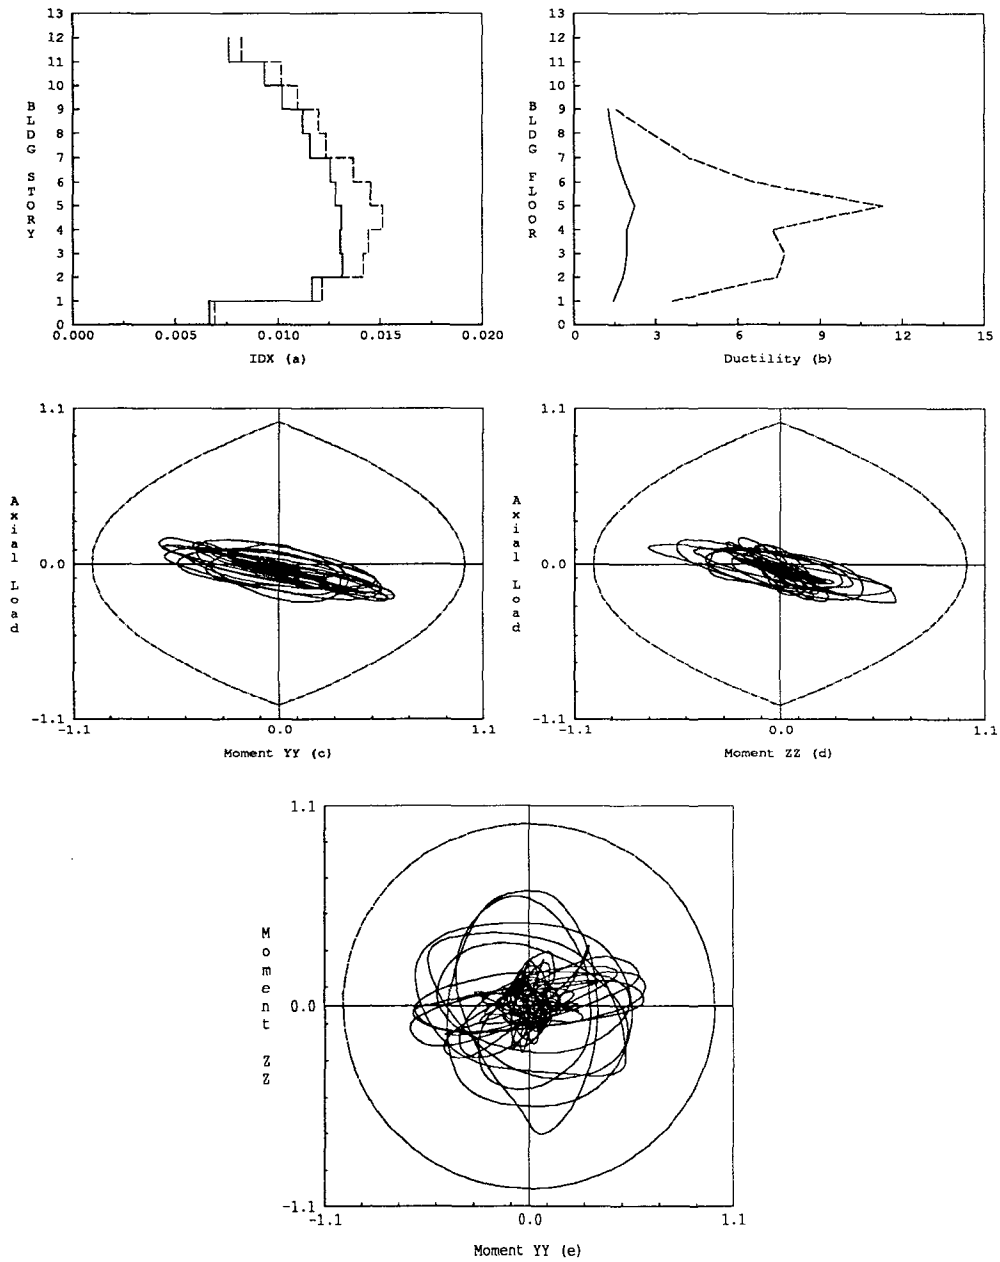 13
12
11
10
9
8
7
6
5
4
3
2
1
0
BLDG STORY
0.000 0.005 0.010 0.015 0.020
IDX (a)
13
12
11
10
9
8
7
6
5
4
3
2
1
0
BLDG FLOOR
0 3 6 9 12 15
Ductility (b)
1.1
Axial Load
0.0
-1.1
-1.1 0.0 1.1
Moment YY (c)
1.1
Axial Load
0.0
-1.1
-1.1 0.0 1.1
Moment ZZ (d)
1.1
Moment ZZ
0.0
-1.1
-1.1 0.0 1.1
Moment YY (e)